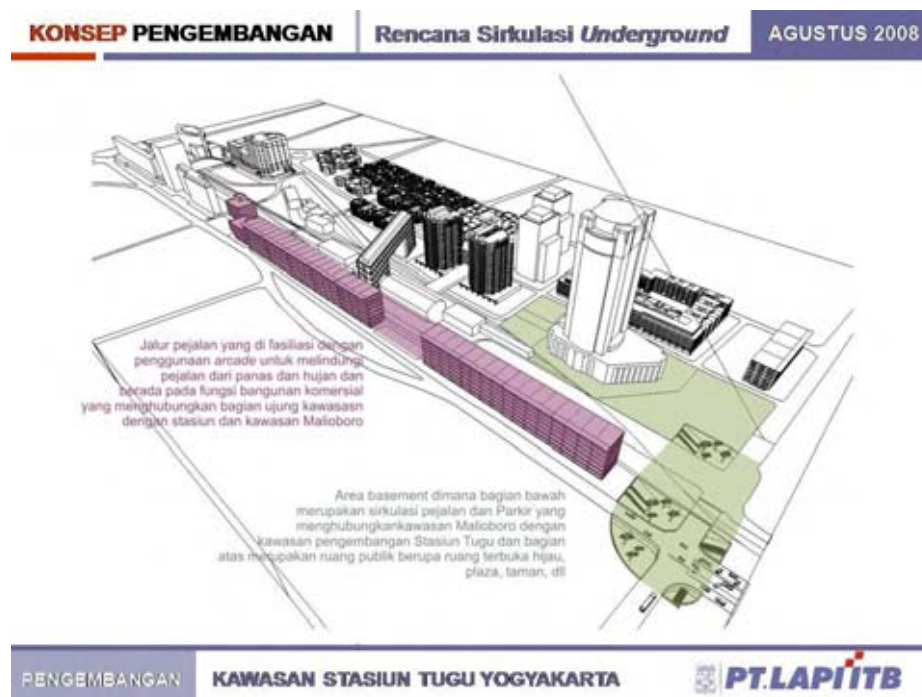 KONSEP PENGEMBANGAN
Rencana Sirkulasi Underground
AGUSTUS 2008
Jalur pejalan yang di fasiliasi dengan
penggunaan arcade untuk melindungi
pejalan dari panas dan hujan dan
berada pada fungsi bangunan komersial
yang menghubungkan bagian ujung kawasasn
dengan stasiun dan kawasan Malioboro
Area basement dimana bagian bawah
merupakan sirkulasi pejalan dan Parkir yang
menghubungkankawasan Malioboro dengan
kawasan pengembangan Stasiun Tugu dan bagian
atas merupakan ruang publik berupa ruang terbuka hijau,
plaza, taman, dll
PENGEMBANGAN
KAWASAN STASIUN TUGU YOGYAKARTA
PT.LAPI ITB